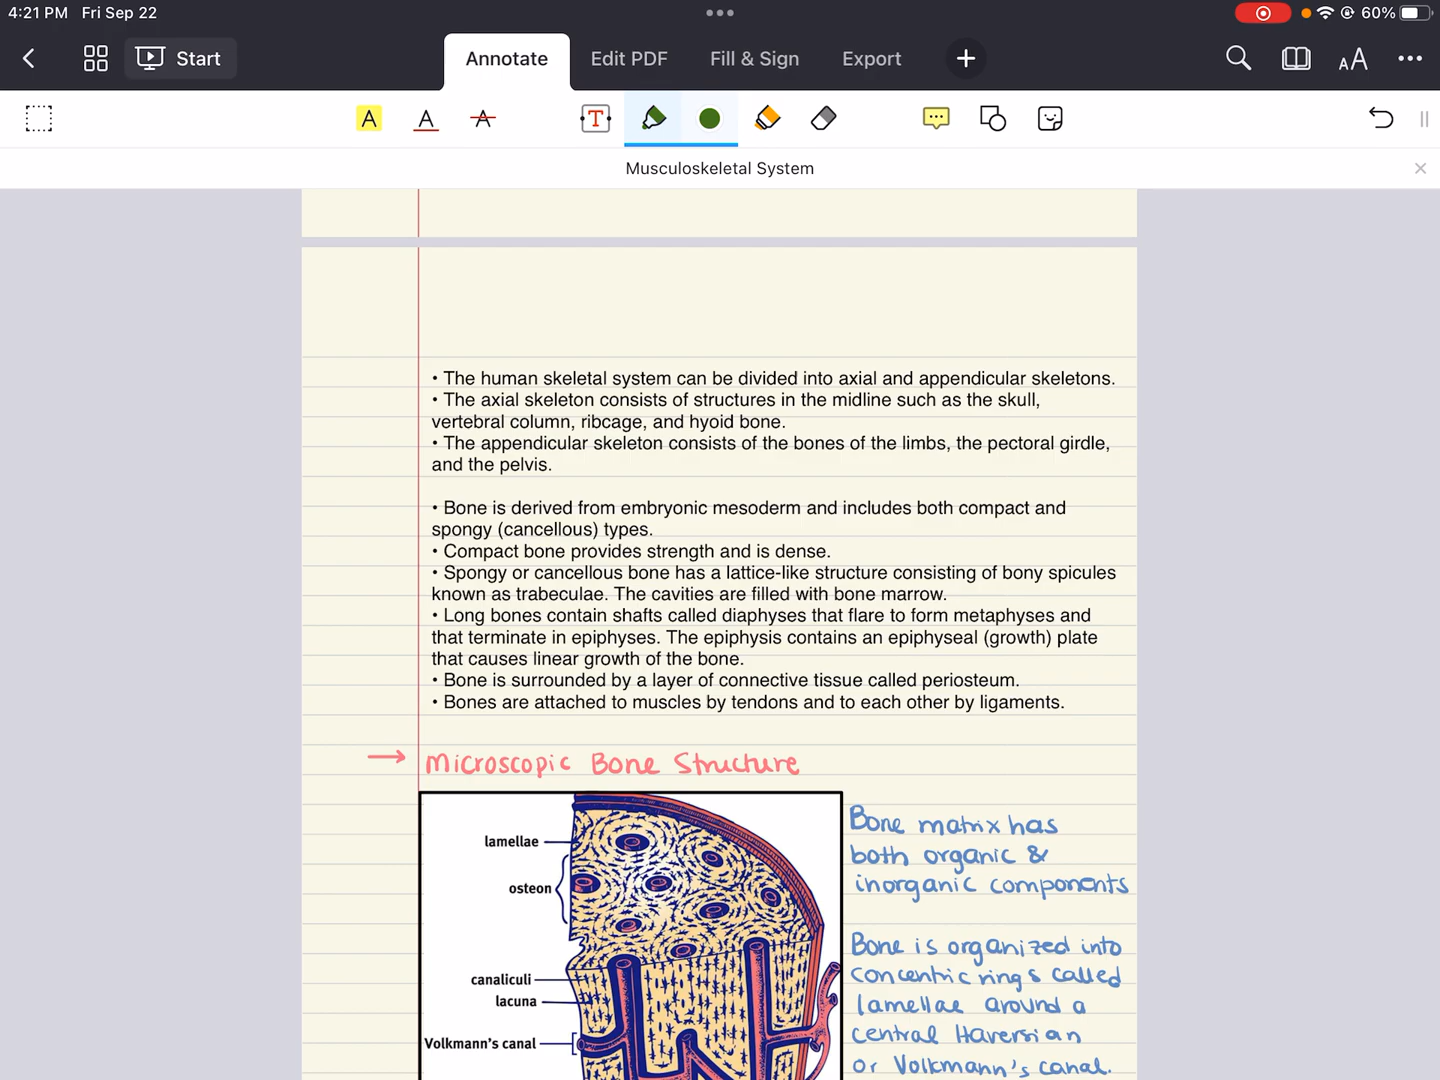 4:21 PM Fri Sep 22
60%
Start
Annotate
Edit PDF
Fill & Sign
Export
Musculoskeletal System
• The human skeletal system can be divided into axial and appendicular skeletons.
• The axial skeleton consists of structures in the midline such as the skull,
vertebral column, ribcage, and hyoid bone.
• The appendicular skeleton consists of the bones of the limbs, the pectoral girdle,
and the pelvis.
• Bone is derived from embryonic mesoderm and includes both compact and
spongy (cancellous) types.
• Compact bone provides strength and is dense.
• Spongy or cancellous bone has a lattice-like structure consisting of bony spicules
known as trabeculae. The cavities are filled with bone marrow.
• Long bones contain shafts called diaphyses that flare to form metaphyses and
that terminate in epiphyses. The epiphysis contains an epiphyseal (growth) plate
that causes linear growth of the bone.
• Bone is surrounded by a layer of connective tissue called periosteum.
• Bones are attached to muscles by tendons and to each other by ligaments.
→ Microscopic Bone Structure
lamellae
osteon
canaliculi
lacuna
Volkmann's canal
Bone matrix has
both organic &
inorganic components
Bone is organized into
concentric rings called
lamellae around a
central Haversian
or Volkmann's canal.